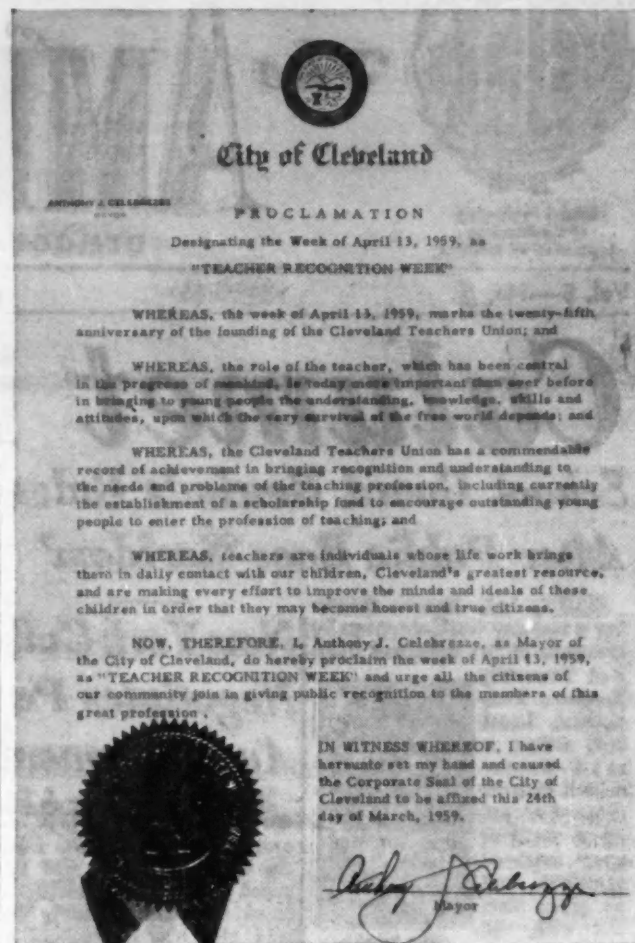 City of Cleveland
ANTHONY J. CELEBREZZE
MAYOR
PROCLAMATION
Designating the Week of April 13, 1959, as
"TEACHER RECOGNITION WEEK"
WHEREAS, the week of April 13, 1959, marks the twenty-fifth
anniversary of the founding of the Cleveland Teachers Union; and
WHEREAS, the role of the teacher, which has been central
in the progress of mankind, is today more important than ever before
in bringing to young people the understanding, knowledge, skills and
attitudes, upon which the very survival of the free world depends; and
WHEREAS, the Cleveland Teachers Union has a commendable
record of achievement in bringing recognition and understanding to
the needs and problems of the teaching profession, including currently
the establishment of a scholarship fund to encourage outstanding young
people to enter the profession of teaching; and
WHEREAS, teachers are individuals whose life work brings
them in daily contact with our children, Cleveland's greatest resource,
and are making every effort to improve the minds and ideals of these
children in order that they may become honest and true citizens.
NOW, THEREFORE, I, Anthony J. Celebrezze, as Mayor of
the City of Cleveland, do hereby proclaim the week of April 13, 1959,
as "TEACHER RECOGNITION WEEK" and urge all the citizens of
our community join in giving public recognition to the members of this
great profession.
IN WITNESS WHEREOF, I have
hereunto set my hand and caused
the Corporate Seal of the City of
Cleveland to be affixed this 24th
day of March, 1959.
Anthony J. Celebrezze
Mayor